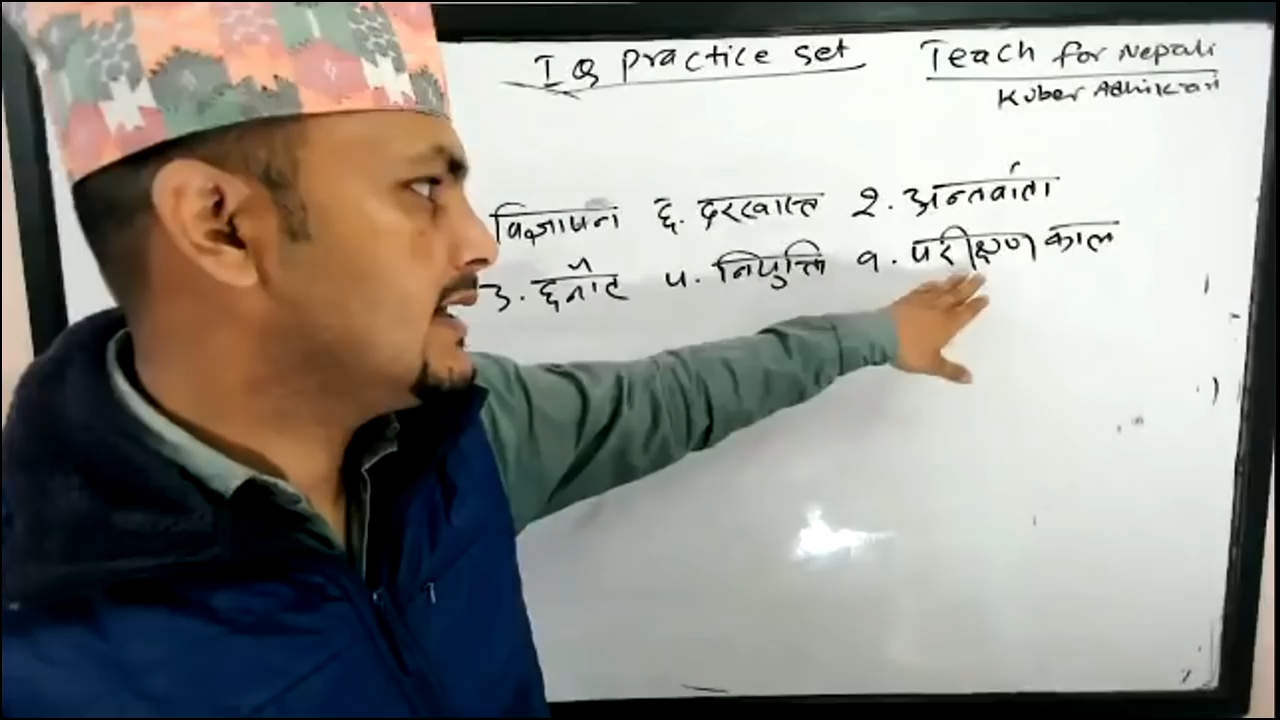 IQ practice set
Teach for Nepali
Kuber Adhikari
विज्ञापन ६. दरखास्त २. अन्तर्वार्ता
३. छनौट ५. नियुक्ति १. परीक्षण काल